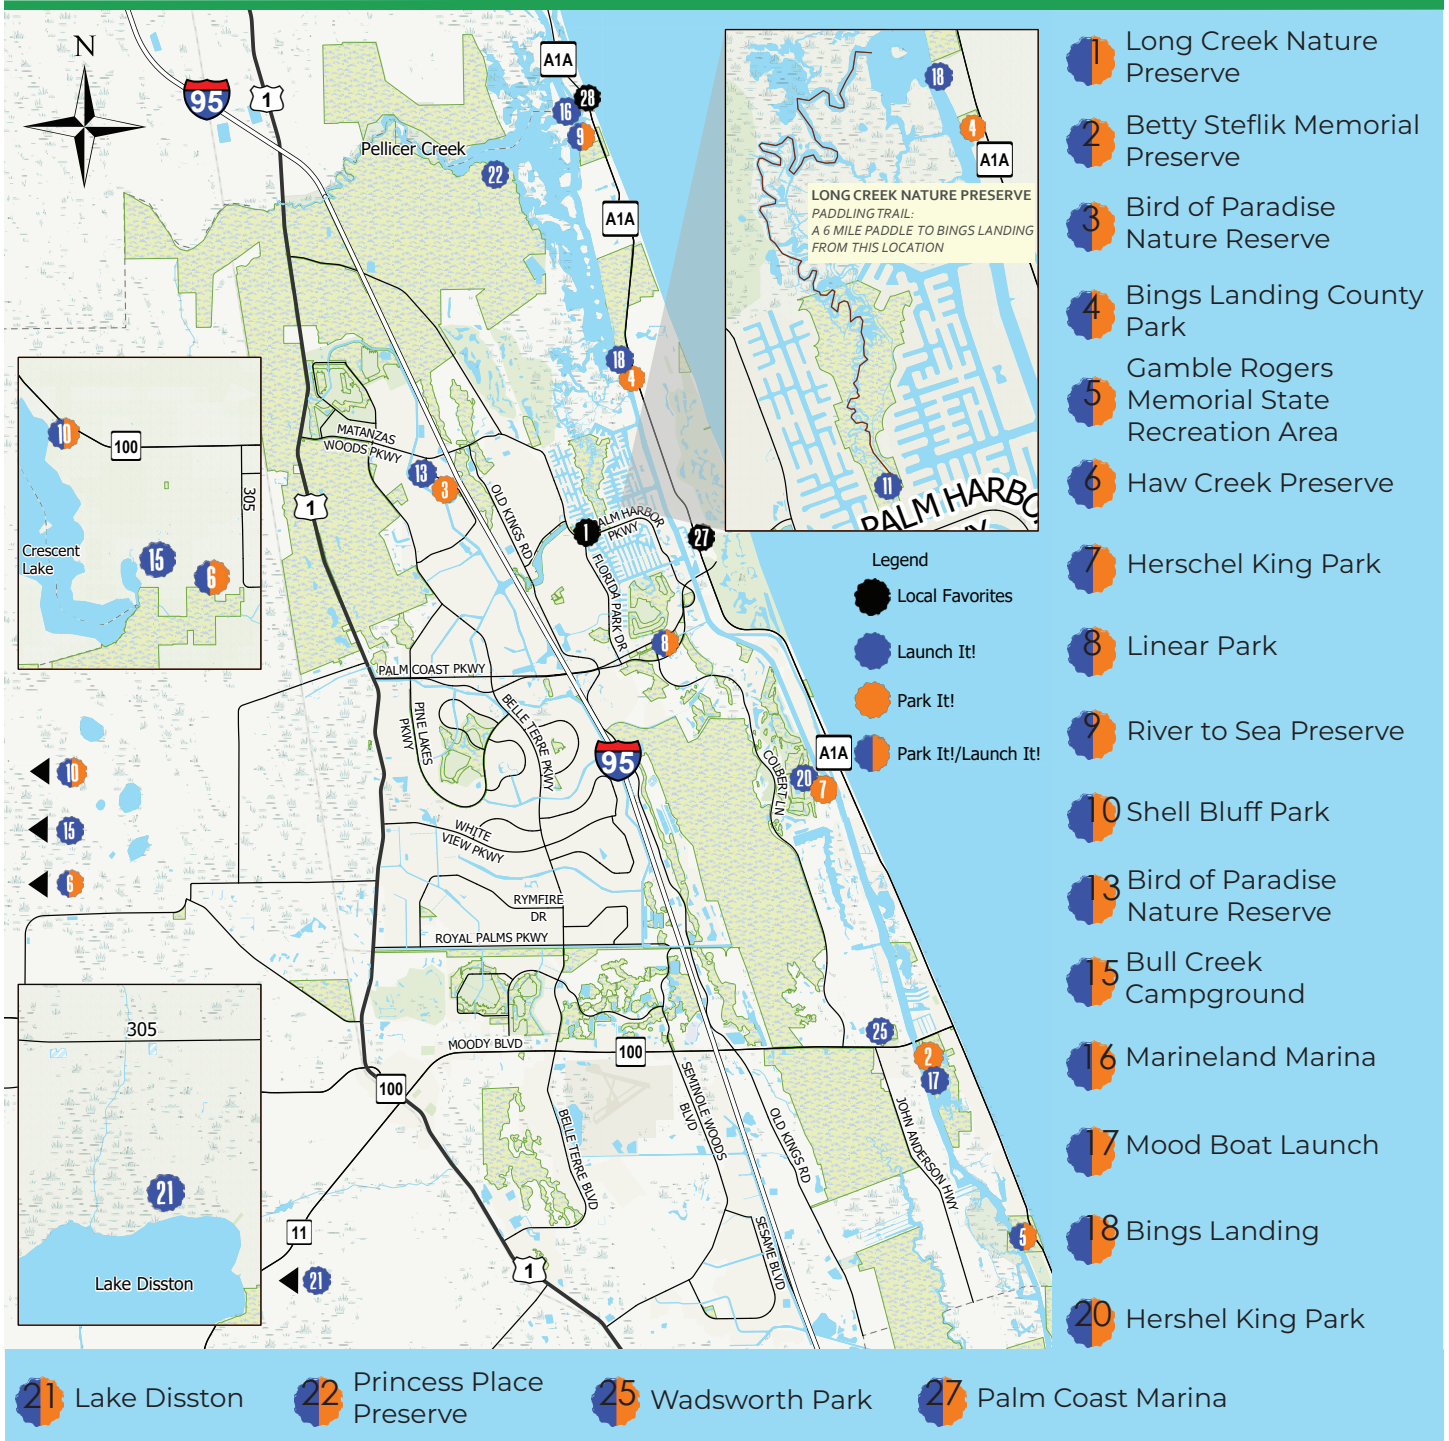 N
95
1
A1A
28
16
9
Pellicer Creek
22
A1A
18
4
A1A
LONG CREEK NATURE PRESERVE
PADDLING TRAIL:
A 6 MILE PADDLE TO BINGS LANDING
FROM THIS LOCATION
11
PALM HARBO
18
4
MATANZAS
WOODS PKWY
13
3
OLD KINGS RD
1
1
ALM HARBOR
PKWY
27
FLORIDA PARK DR
8
10
100
305
Crescent
Lake
15
6
PALM COAST PKWY
PINE LAKES
PKWY
BELLE TERRE PKWY
95
A1A
20
7
COLBERT LN
10
15
6
WHITE
VIEW PKWY
RYMFIRE
DR
ROYAL PALMS PKWY
Legend
Local Favorites
Launch It!
Park It!
Park It!/Launch It!
305
21
Lake Disston
MOODY BLVD
100
100
25
2
17
SEMINOLE WOODS
BLVD
OLD KINGS RD
JOHN ANDERSON HWY
BELLE TERRE BLVD
SESAME BLVD
11
21
1
5
1 Long Creek Nature
Preserve
2 Betty Steflik Memorial
Preserve
3 Bird of Paradise
Nature Reserve
4 Bings Landing County
Park
5 Gamble Rogers
Memorial State
Recreation Area
6 Haw Creek Preserve
7 Herschel King Park
8 Linear Park
9 River to Sea Preserve
10 Shell Bluff Park
13 Bird of Paradise
Nature Reserve
15 Bull Creek
Campground
16 Marineland Marina
17 Mood Boat Launch
18 Bings Landing
20 Hershel King Park
21 Lake Disston
22 Princess Place
Preserve
25 Wadsworth Park
27 Palm Coast Marina